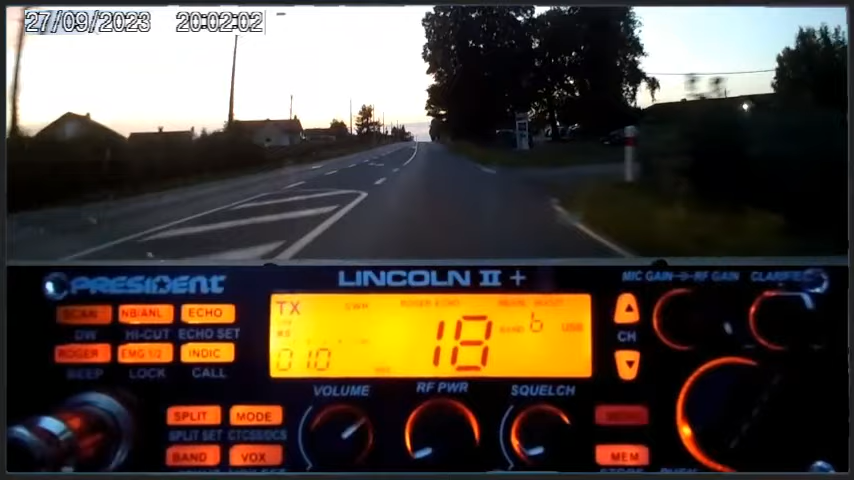 27/09/2023 20:02:02
PRESIDENT LINCOLN II + MIC GAIN RF GAIN CLARIFIER
SCAN NB/ANL ECHO
DW HI-CUT ECHO SET
ROGER EMG 1/2 INDIC
BEEP LOCK CALL
TX
18 BAND b USB
010
CH
VOLUME RF PWR SQUELCH
SPLIT MODE
SPLIT SET CTCSS/DCS
BAND VOX
MEM